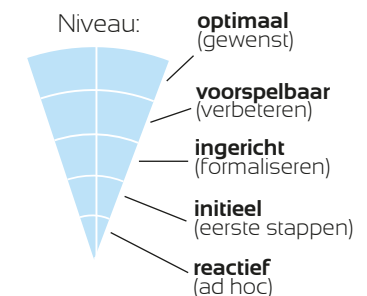 Niveau:
optimaal
(gewenst)
voorspelbaar
(verbeteren)
ingericht
(formaliseren)
initieel
(eerste stappen)
reactief
(ad hoc)